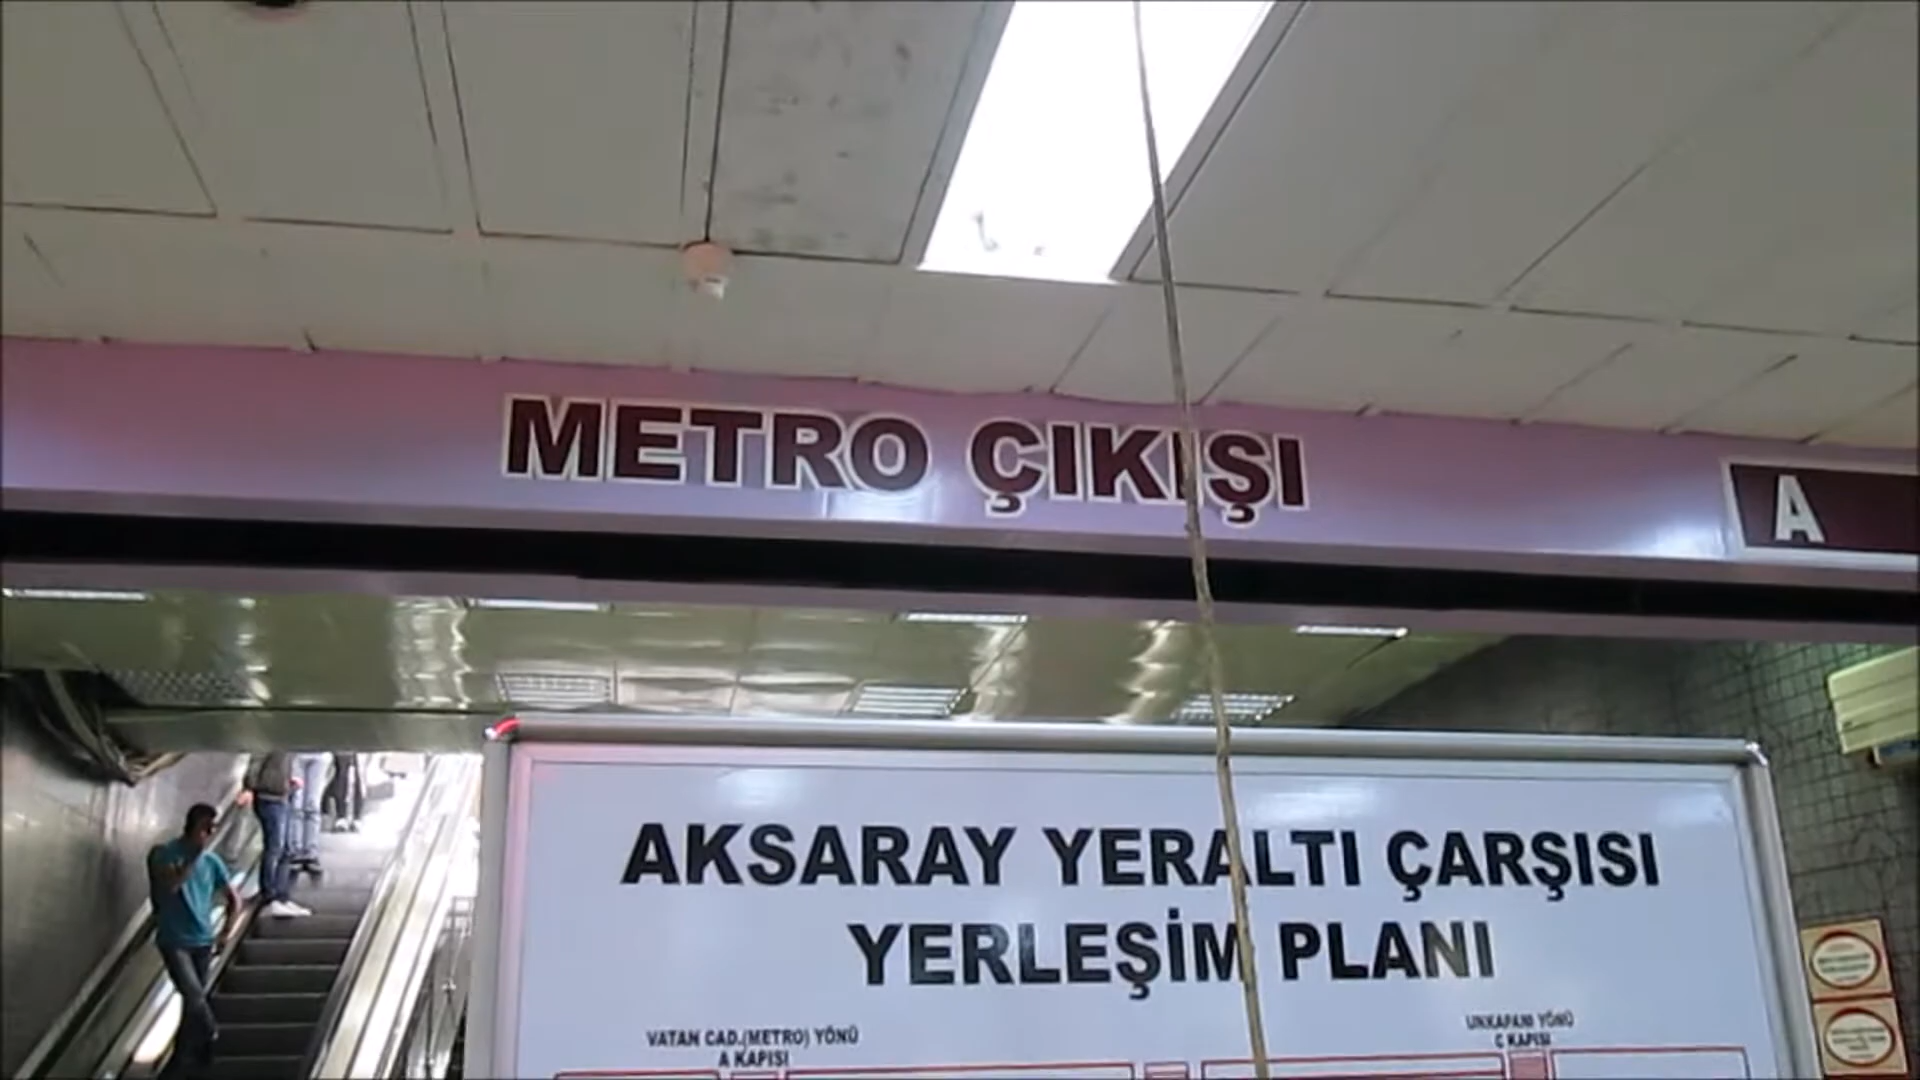 METRO ÇIKIŞI
A
AKSARAY YERALTI ÇARŞISI
YERLEŞİM PLANI
VATAN CAD.(METRO) YÖNÜ
A KAPISI
UNKAPANI YÖNÜ
C KAPISI